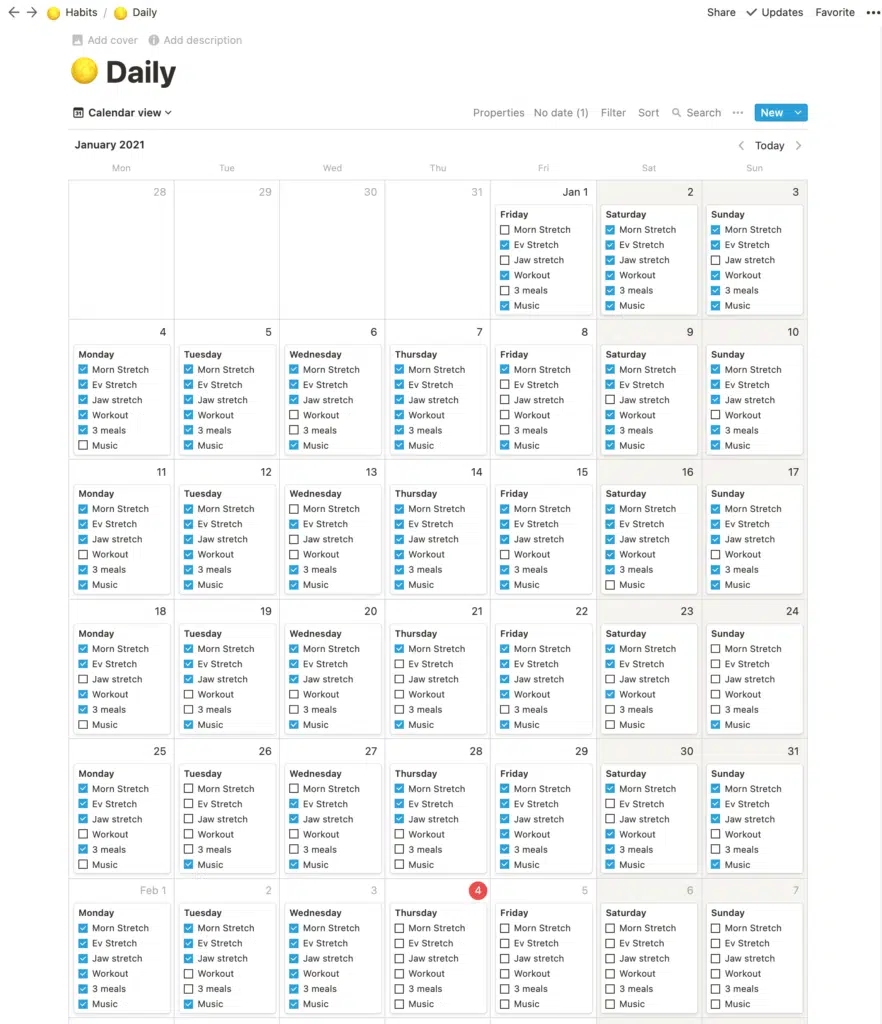 ← → Habits / Daily Share ✓ Updates Favorite •••
Add cover Add description
Daily
Calendar view Properties No date (1) Filter Sort Search ••• New
January 2021 Today
Mon Tue Wed Thu Fri Sat Sun
28 29 30 31 Jan 1 2 3
Friday Saturday Sunday
Morn Stretch Morn Stretch Morn Stretch
Ev Stretch Ev Stretch Ev Stretch
Jaw stretch Jaw stretch Jaw stretch
Workout Workout Workout
3 meals 3 meals 3 meals
Music Music Music
4 5 6 7 8 9 10
Monday Tuesday Wednesday Thursday Friday Saturday Sunday
Morn Stretch Morn Stretch Morn Stretch Morn Stretch Morn Stretch Morn Stretch Morn Stretch
Ev Stretch Ev Stretch Ev Stretch Ev Stretch Ev Stretch Ev Stretch Ev Stretch
Jaw stretch Jaw stretch Jaw stretch Jaw stretch Jaw stretch Jaw stretch Jaw stretch
Workout Workout Workout Workout Workout Workout Workout
3 meals 3 meals 3 meals 3 meals 3 meals 3 meals 3 meals
Music Music Music Music Music Music Music
11 12 13 14 15 16 17
Monday Tuesday Wednesday Thursday Friday Saturday Sunday
Morn Stretch Morn Stretch Morn Stretch Morn Stretch Morn Stretch Morn Stretch Morn Stretch
Ev Stretch Ev Stretch Ev Stretch Ev Stretch Ev Stretch Ev Stretch Ev Stretch
Jaw stretch Jaw stretch Jaw stretch Jaw stretch Jaw stretch Jaw stretch Jaw stretch
Workout Workout Workout Workout Workout Workout Workout
3 meals 3 meals 3 meals 3 meals 3 meals 3 meals 3 meals
Music Music Music Music Music Music Music
18 19 20 21 22 23 24
Monday Tuesday Wednesday Thursday Friday Saturday Sunday
Morn Stretch Morn Stretch Morn Stretch Morn Stretch Morn Stretch Morn Stretch Morn Stretch
Ev Stretch Ev Stretch Ev Stretch Ev Stretch Ev Stretch Ev Stretch Ev Stretch
Jaw stretch Jaw stretch Jaw stretch Jaw stretch Jaw stretch Jaw stretch Jaw stretch
Workout Workout Workout Workout Workout Workout Workout
3 meals 3 meals 3 meals 3 meals 3 meals 3 meals 3 meals
Music Music Music Music Music Music Music
25 26 27 28 29 30 31
Monday Tuesday Wednesday Thursday Friday Saturday Sunday
Morn Stretch Morn Stretch Morn Stretch Morn Stretch Morn Stretch Morn Stretch Morn Stretch
Ev Stretch Ev Stretch Ev Stretch Ev Stretch Ev Stretch Ev Stretch Ev Stretch
Jaw stretch Jaw stretch Jaw stretch Jaw stretch Jaw stretch Jaw stretch Jaw stretch
Workout Workout Workout Workout Workout Workout Workout
3 meals 3 meals 3 meals 3 meals 3 meals 3 meals 3 meals
Music Music Music Music Music Music Music
Feb 1 2 3 4 5 6 7
Monday Tuesday Wednesday Thursday Friday Saturday Sunday
Morn Stretch Morn Stretch Morn Stretch Morn Stretch Morn Stretch Morn Stretch Morn Stretch
Ev Stretch Ev Stretch Ev Stretch Ev Stretch Ev Stretch Ev Stretch Ev Stretch
Jaw stretch Jaw stretch Jaw stretch Jaw stretch Jaw stretch Jaw stretch Jaw stretch
Workout Workout Workout Workout Workout Workout Workout
3 meals 3 meals 3 meals 3 meals 3 meals 3 meals 3 meals
Music Music Music Music Music Music Music